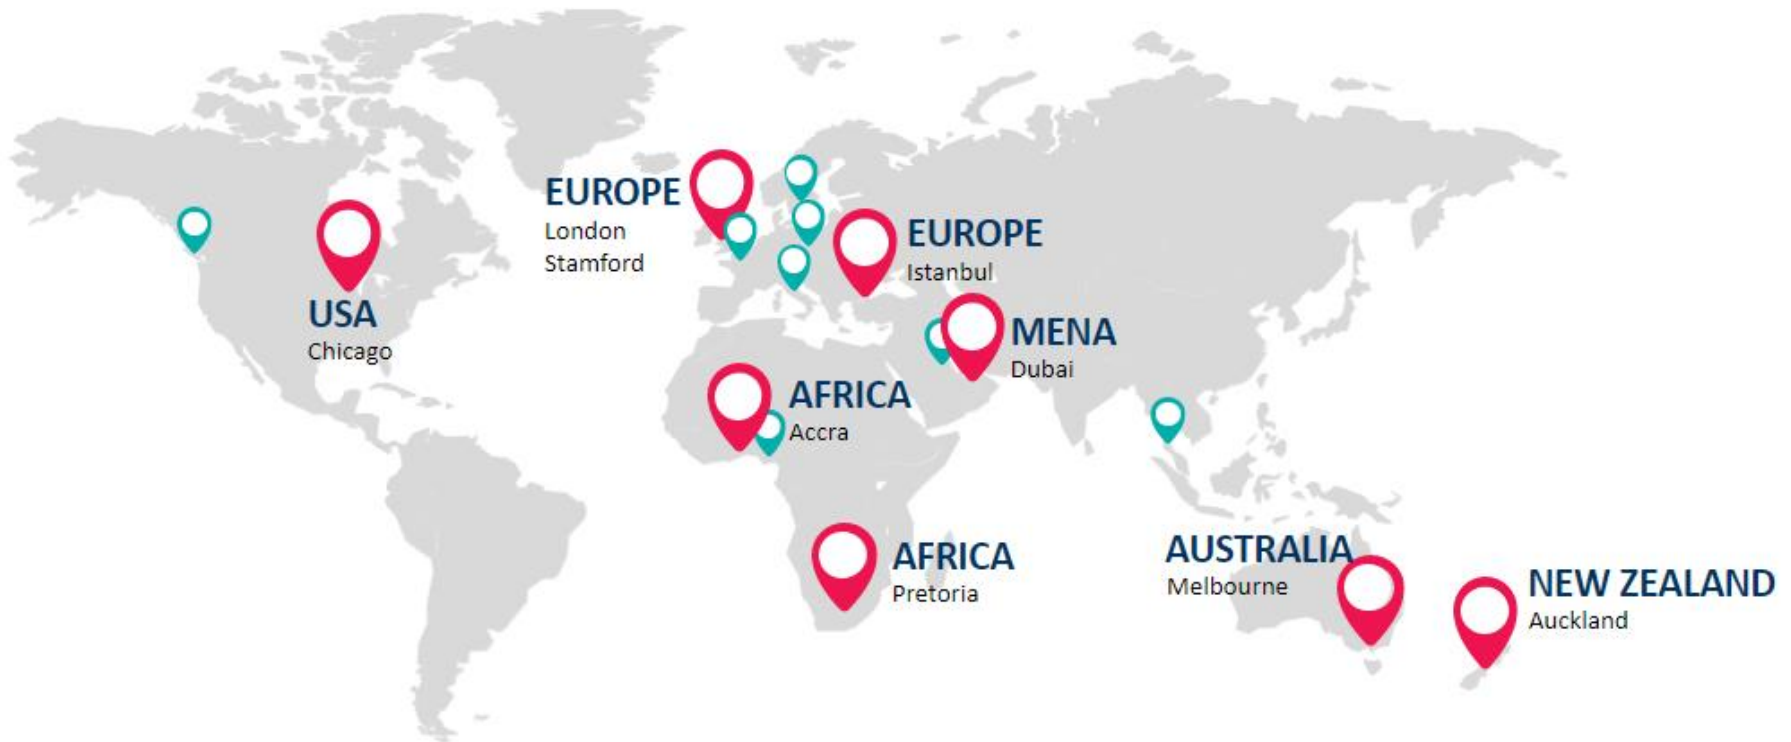 EUROPE
London
Stamford
EUROPE
Istanbul
USA
Chicago
MENA
Dubai
AFRICA
Accra
AFRICA
Pretoria
AUSTRALIA
Melbourne
NEW ZEALAND
Auckland